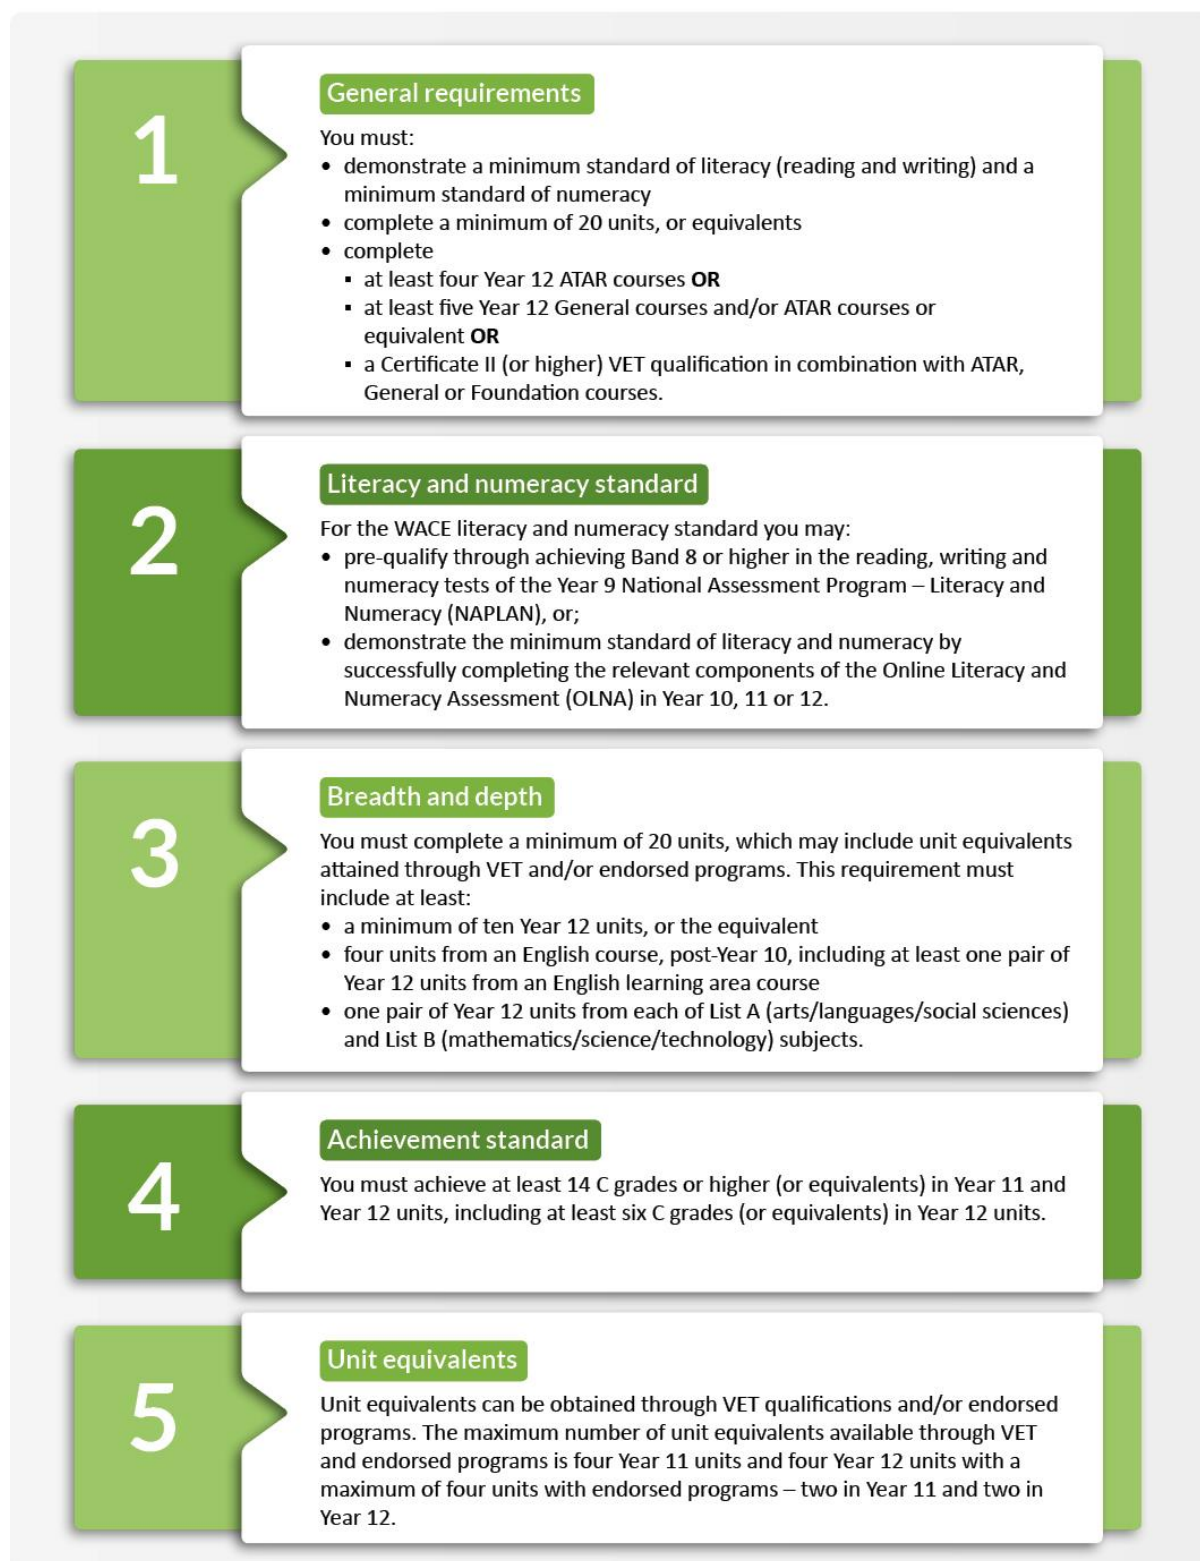 1
General requirements
You must:
• demonstrate a minimum standard of literacy (reading and writing) and a
minimum standard of numeracy
• complete a minimum of 20 units, or equivalents
• complete
▪ at least four Year 12 ATAR courses OR
▪ at least five Year 12 General courses and/or ATAR courses or
equivalent OR
▪ a Certificate II (or higher) VET qualification in combination with ATAR,
General or Foundation courses.
2
Literacy and numeracy standard
For the WACE literacy and numeracy standard you may:
• pre-qualify through achieving Band 8 or higher in the reading, writing and
numeracy tests of the Year 9 National Assessment Program – Literacy and
Numeracy (NAPLAN), or;
• demonstrate the minimum standard of literacy and numeracy by
successfully completing the relevant components of the Online Literacy and
Numeracy Assessment (OLNA) in Year 10, 11 or 12.
3
Breadth and depth
You must complete a minimum of 20 units, which may include unit equivalents
attained through VET and/or endorsed programs. This requirement must
include at least:
• a minimum of ten Year 12 units, or the equivalent
• four units from an English course, post-Year 10, including at least one pair of
Year 12 units from an English learning area course
• one pair of Year 12 units from each of List A (arts/languages/social sciences)
and List B (mathematics/science/technology) subjects.
4
Achievement standard
You must achieve at least 14 C grades or higher (or equivalents) in Year 11 and
Year 12 units, including at least six C grades (or equivalents) in Year 12 units.
5
Unit equivalents
Unit equivalents can be obtained through VET qualifications and/or endorsed
programs. The maximum number of unit equivalents available through VET
and endorsed programs is four Year 11 units and four Year 12 units with a
maximum of four units with endorsed programs – two in Year 11 and two in
Year 12.